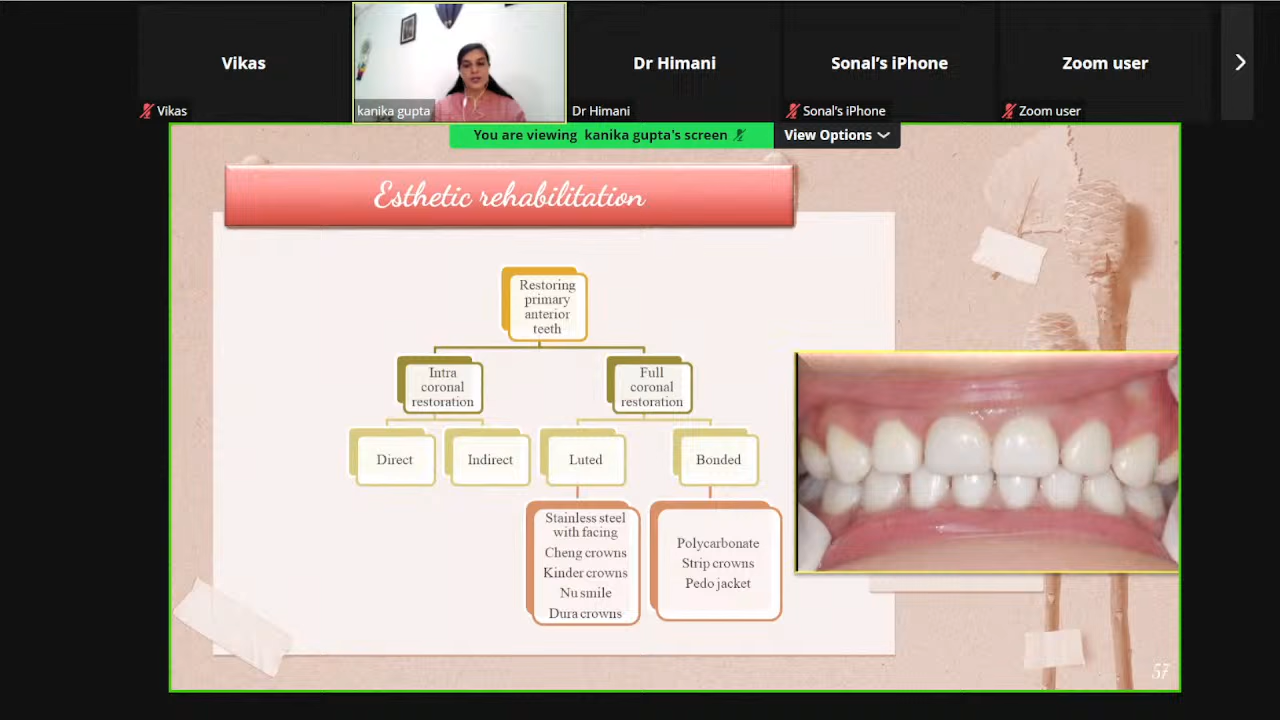 Vikas
Dr Himani
Sonal’s iPhone
Zoom user
Vikas
kanika gupta
Dr Himani
Sonal's iPhone
Zoom user
You are viewing kanika gupta's screen
View Options
Esthetic rehabilitation
Restoring
primary
anterior
teeth
Intra
coronal
restoration
Full
coronal
restoration
Direct
Indirect
Luted
Bonded
Stainless steel
with facing
Cheng crowns
Kinder crowns
Nu smile
Dura crowns
Polycarbonate
Strip crowns
Pedo jacket
57